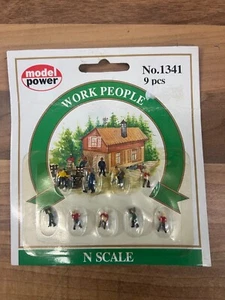 model
power
No.1341
9 pcs
WORK PEOPLE
N SCALE